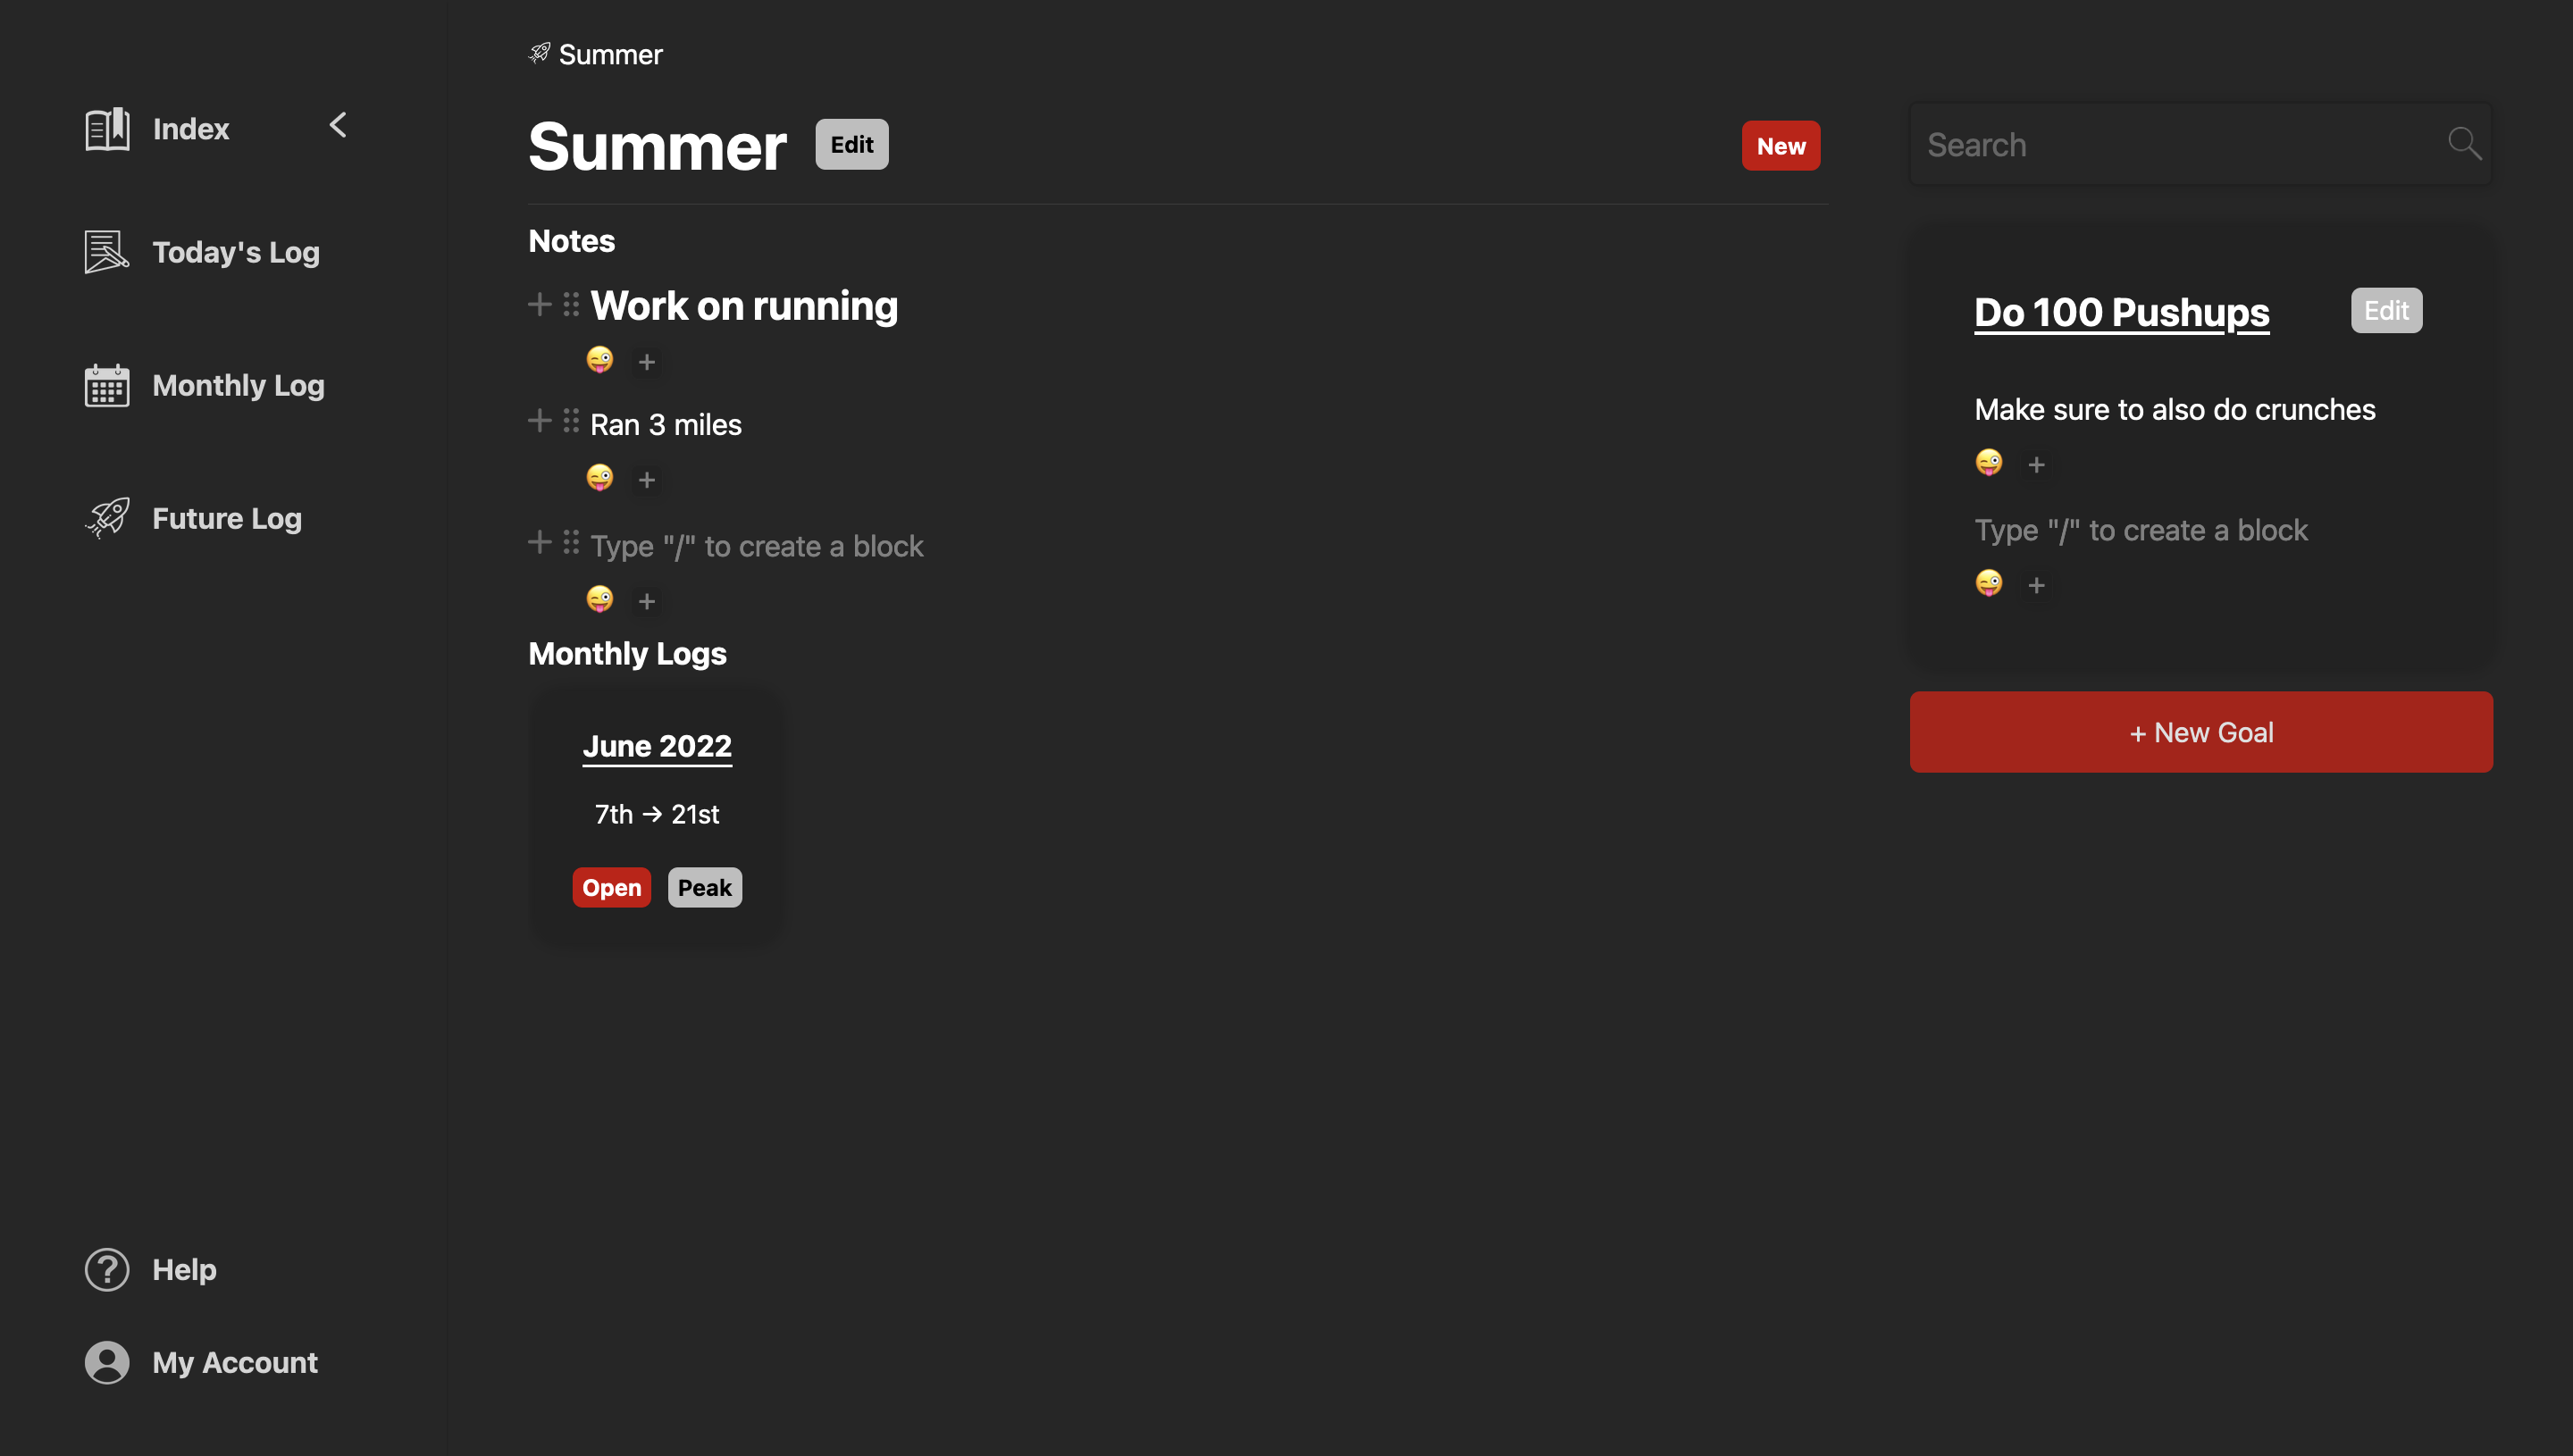 Index
Today's Log
Monthly Log
Future Log
Help
My Account
Summer
Summer
Edit
New
Notes
Work on running
Ran 3 miles
Type "/" to create a block
Monthly Logs
June 2022
7th → 21st
Open
Peak
Search
Do 100 Pushups
Edit
Make sure to also do crunches
Type "/" to create a block
+ New Goal